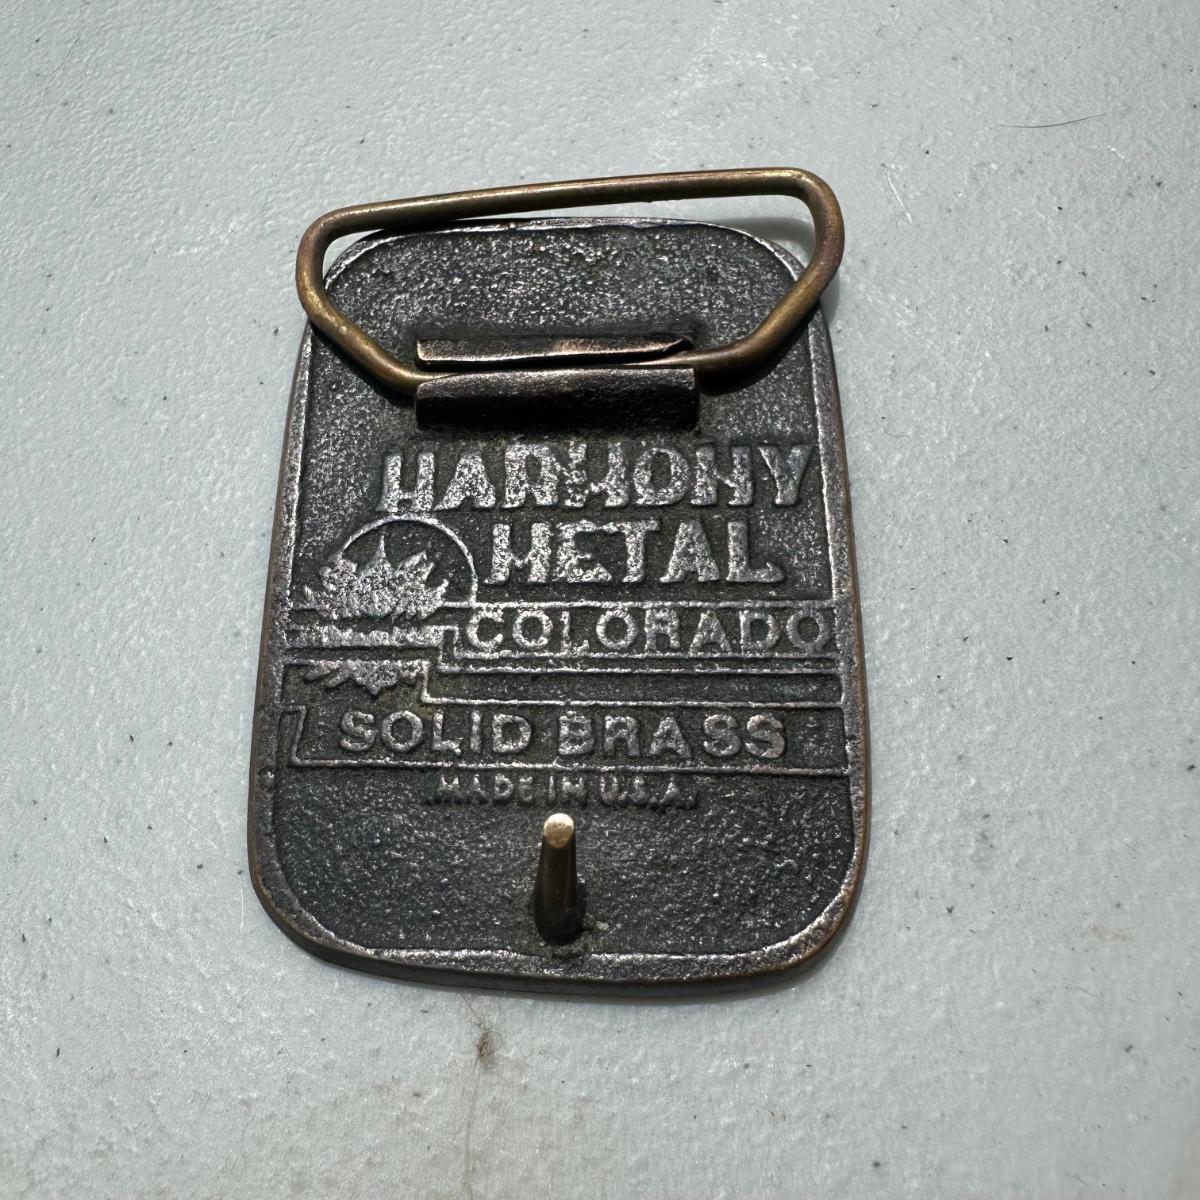 HARMONY
METAL
COLORADO
SOLID BRASS
MADE IN U.S.A.